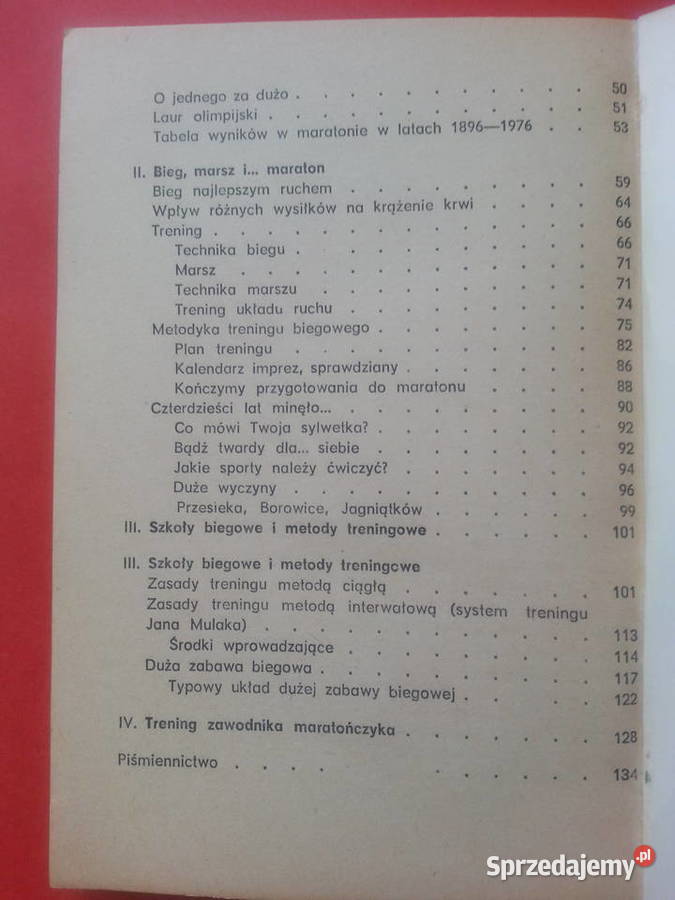 O jednego za dużo . . . . . . . . . . 50
Laur olimpijski . . . . . . . . . . . 51
Tabela wyników w maratonie w latach 1896—1976 . . 53
II. Bieg, marsz i... maraton
Bieg najlepszym ruchem . . . . . . . . 59
Wpływ różnych wysiłków na krążenie krwi . . . . 64
Trening . . . . . . . . . . . . . 66
Technika biegu . . . . . . . . . . 66
Marsz . . . . . . . . . . . . 71
Technika marszu . . . . . . . . . . 71
Trening układu ruchu . . . . . . . . 74
Metodyka treningu biegowego . . . . . . . 75
Plan treningu . . . . . . . . . . 82
Kalendarz imprez, sprawdziany . . . . . . 86
Kończymy przygotowania do maratonu . . . . 88
Czterdzieści lat minęło... . . . . . . . . 90
Co mówi Twoja sylwetka? . . . . . . . 92
Bądź twardy dla... siebie . . . . . . . 92
Jakie sporty należy ćwiczyć? . . . . . . 94
Duże wyczyny . . . . . . . . . . 96
Przesieka, Borowice, Jagniątków . . . . . . 99
III. Szkoły biegowe i metody treningowe . . . . . 101
III. Szkoły biegowe i metody treningcwe
Zasady treningu metodą ciągłą . . . . . . . 101
Zasady treningu metodą interwałową (system treningu
Jana Mulaka) . . . . . . . . . . . 113
Środki wprowadzające . . . . . . . . 114
Duża zabawa biegowa . . . . . . . . . 117
Typowy układ dużej zabawy biegowej . . . . 122
IV. Trening zawodnika maratończyka . . . . . . 128
Piśmiennictwo . . . . . . . . . . 134
Sprzedajemy.pl